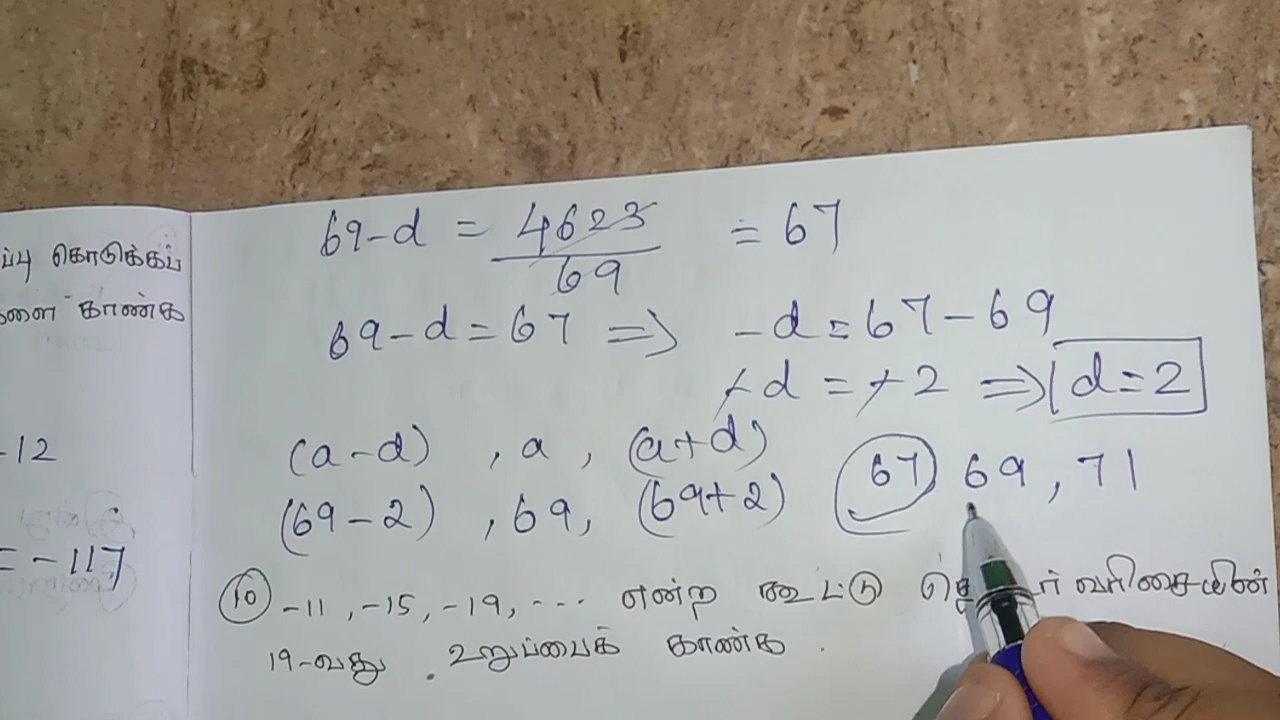 கொடுக்கப்
காண்க
-12
= -117
69-d = 4623/69 = 67
69-d = 67 => -d = 67-69
-d = -2 => d=2
(a-d) , a , (a+d)
(69-2) , 69, (69+2) 67 69 , 71
10 -11 , -15, -19, --- என்ற கூட்டு வரிசையின்
19-வது உறுப்பைக் காண்க .